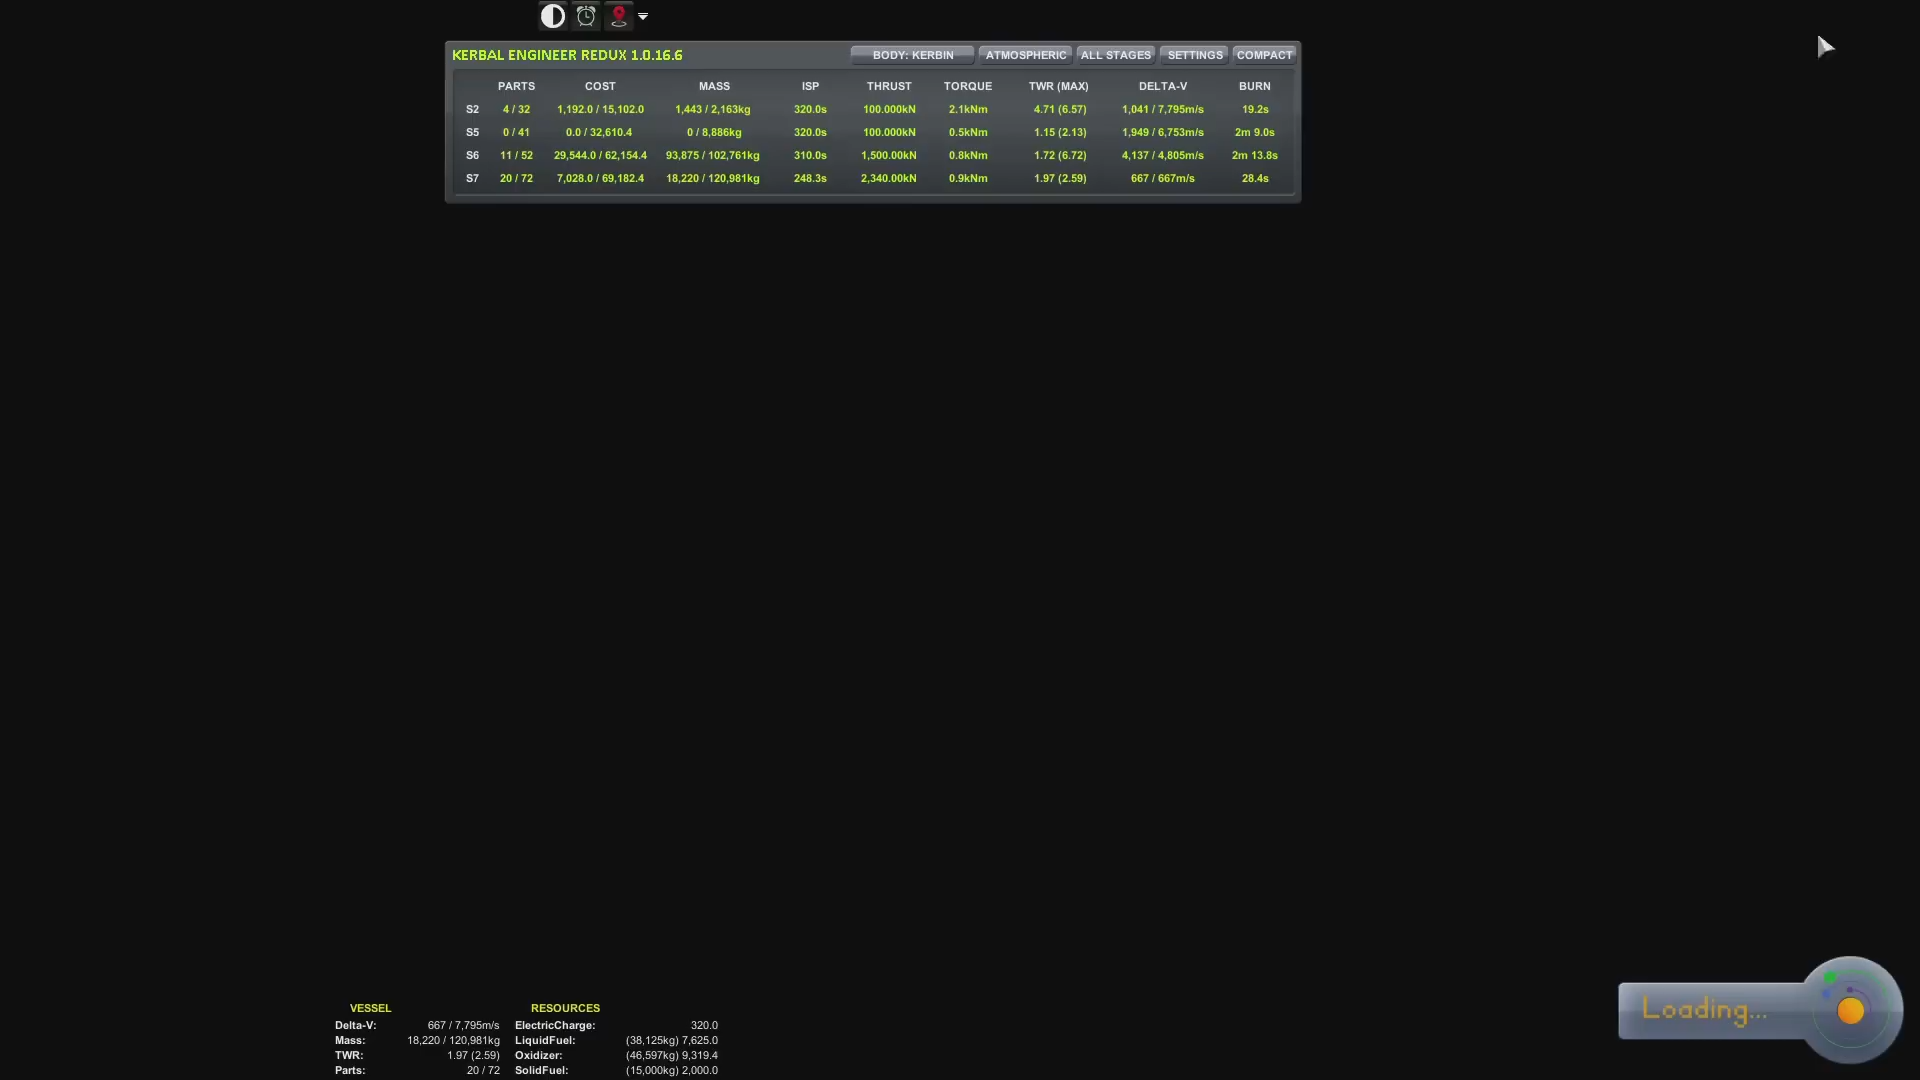 KERBAL ENGINEER REDUX 1.0.16.6 BODY: KERBIN ATMOSPHERIC ALL STAGES SETTINGS COMPACT
PARTS COST MASS ISP THRUST TORQUE TWR (MAX) DELTA-V BURN
S2 4 / 32 1,192.0 / 15,102.0 1,443 / 2,163kg 320.0s 100.000kN 2.1kNm 4.71 (6.57) 1,041 / 7,795m/s 19.2s
S5 0 / 41 0.0 / 32,610.4 0 / 8,886kg 320.0s 100.000kN 0.5kNm 1.15 (2.13) 1,949 / 6,753m/s 2m 9.0s
S6 11 / 52 29,544.0 / 62,154.4 93,875 / 102,761kg 310.0s 1,500.00kN 0.8kNm 1.72 (6.72) 4,137 / 4,805m/s 2m 13.8s
S7 20 / 72 7,028.0 / 69,182.4 18,220 / 120,981kg 248.3s 2,340.00kN 0.9kNm 1.97 (2.59) 667 / 667m/s 28.4s
VESSEL RESOURCES
Delta-V: 667 / 7,795m/s ElectricCharge: 320.0
Mass: 18,220 / 120,981kg LiquidFuel: (38,125kg) 7,625.0
TWR: 1.97 (2.59) Oxidizer: (46,597kg) 9,319.4
Parts: 20 / 72 SolidFuel: (15,000kg) 2,000.0
Loading...